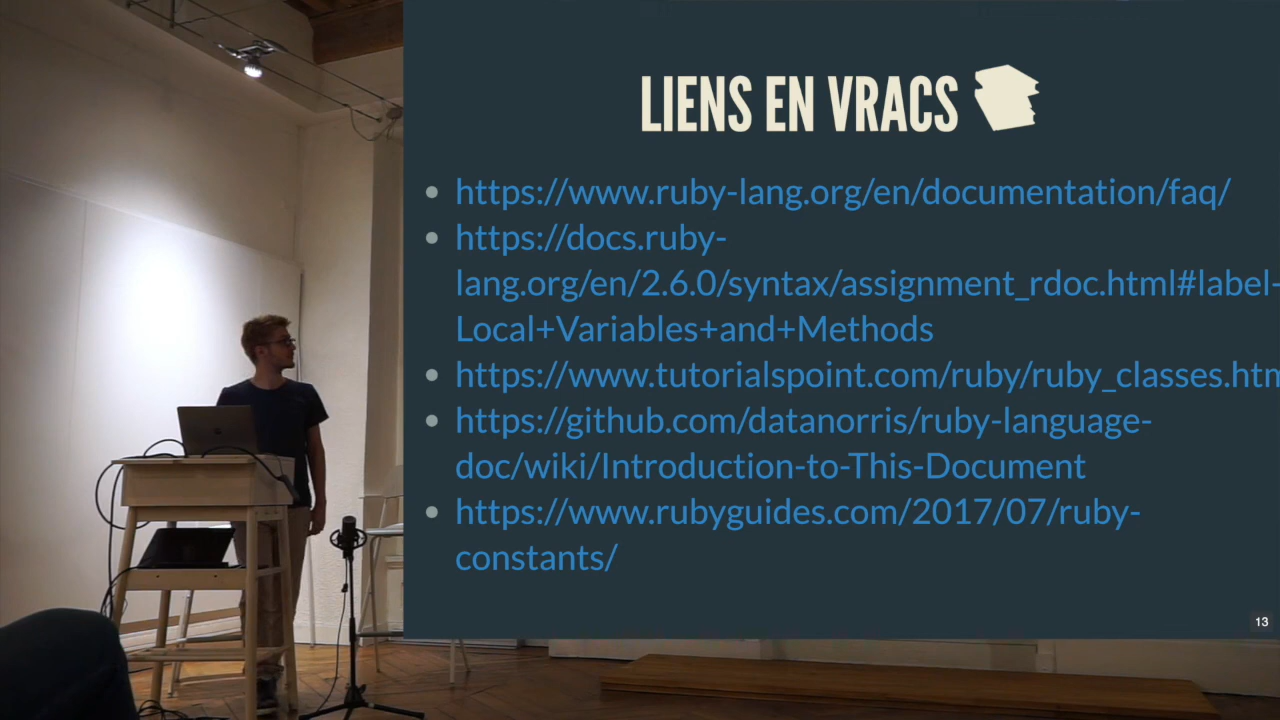 LIENS EN VRACS
https://www.ruby-lang.org/en/documentation/faq/
https://docs.ruby-
lang.org/en/2.6.0/syntax/assignment_rdoc.html#label-
Local+Variables+and+Methods
https://www.tutorialspoint.com/ruby/ruby_classes.htm
https://github.com/datanorris/ruby-language-
doc/wiki/Introduction-to-This-Document
https://www.rubyguides.com/2017/07/ruby-
constants/
13